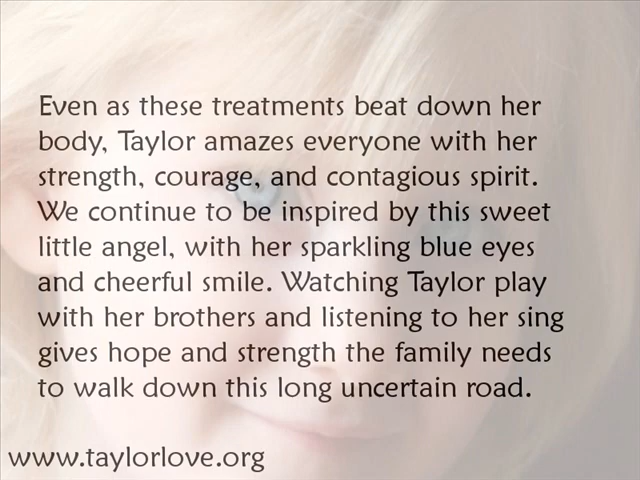 Even as these treatments beat down her
body, Taylor amazes everyone with her
strength, courage, and contagious spirit.
We continue to be inspired by this sweet
little angel, with her sparkling blue eyes
and cheerful smile. Watching Taylor play
with her brothers and listening to her sing
gives hope and strength the family needs
to walk down this long uncertain road.
www.taylorlove.org